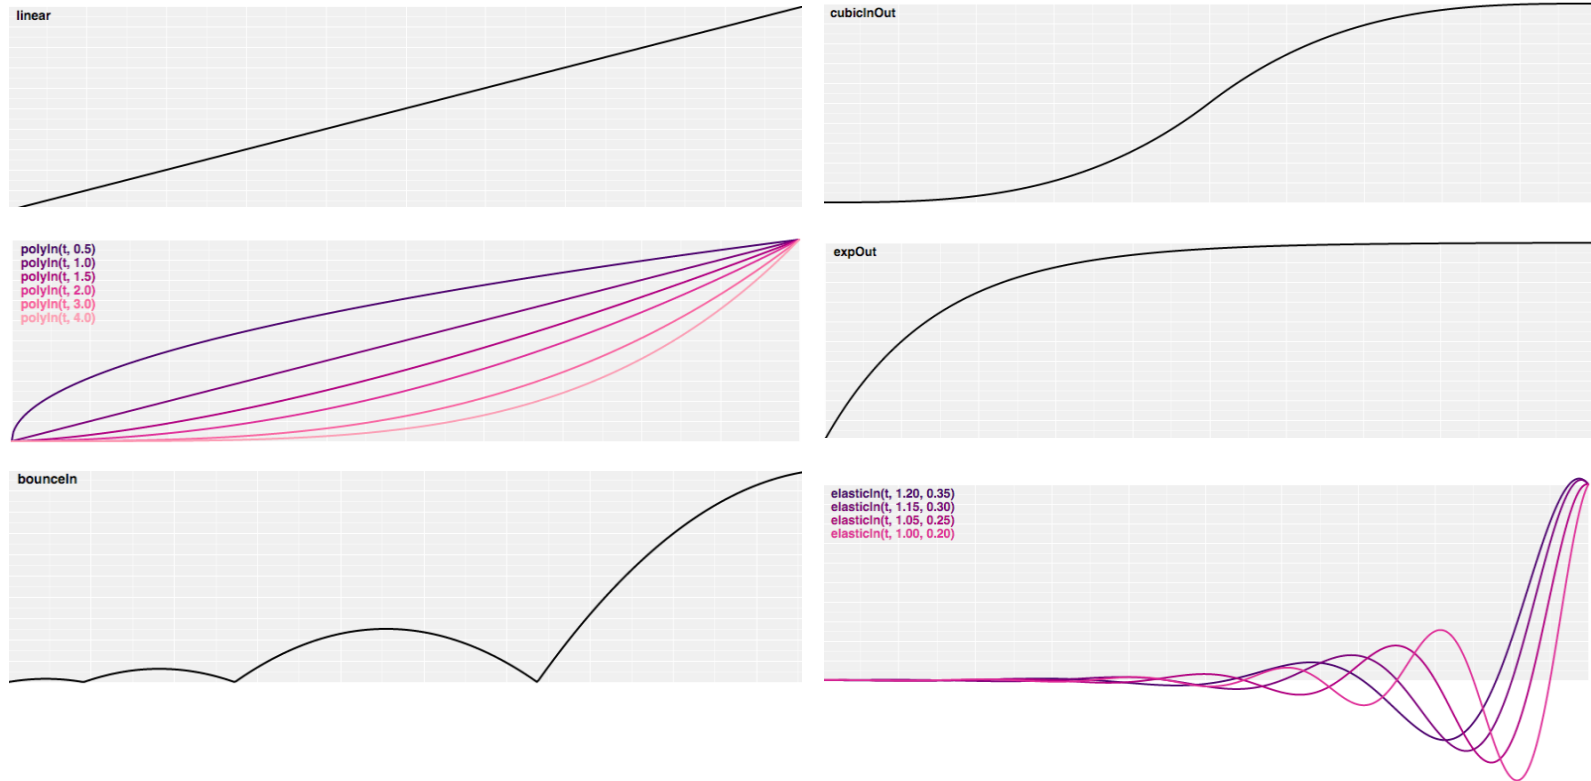 linear
cubicInOut
polyIn(t, 0.5)
polyIn(t, 1.0)
polyIn(t, 1.5)
polyIn(t, 2.0)
polyIn(t, 3.0)
polyIn(t, 4.0)
expOut
bounceIn
elasticIn(t, 1.20, 0.35)
elasticIn(t, 1.15, 0.30)
elasticIn(t, 1.05, 0.25)
elasticIn(t, 1.00, 0.20)